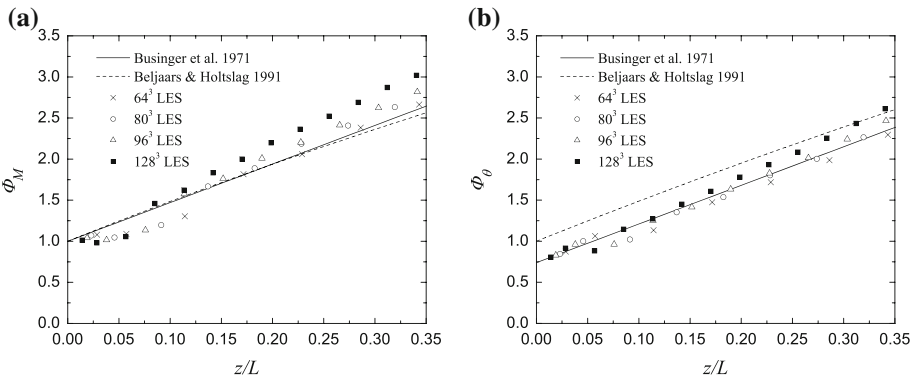 (a)
3.5
3.0
2.5
2.0
1.5
1.0
0.5
0.0
Φ_M
Businger et al. 1971
Beljaars & Holtslag 1991
64³ LES
80³ LES
96³ LES
128³ LES
0.00 0.05 0.10 0.15 0.20 0.25 0.30 0.35
z/L
(b)
3.5
3.0
2.5
2.0
1.5
1.0
0.5
0.0
Φ_θ
Businger et al. 1971
Beljaars & Holtslag 1991
64³ LES
80³ LES
96³ LES
128³ LES
0.00 0.05 0.10 0.15 0.20 0.25 0.30 0.35
z/L